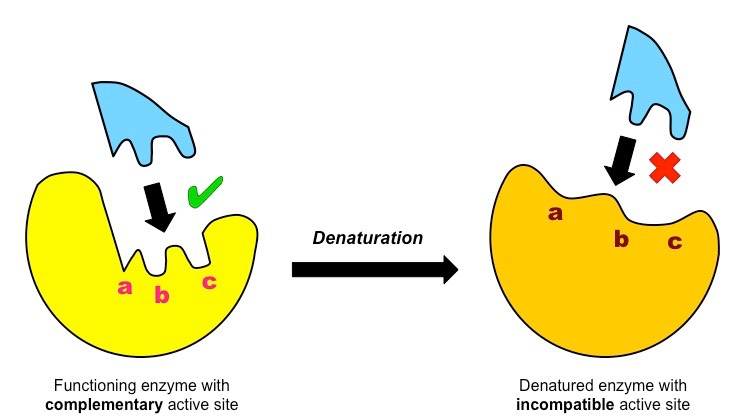 a
b
c
Denaturation
a
b
c
Functioning enzyme with
complementary active site
Denatured enzyme with
incompatible active site